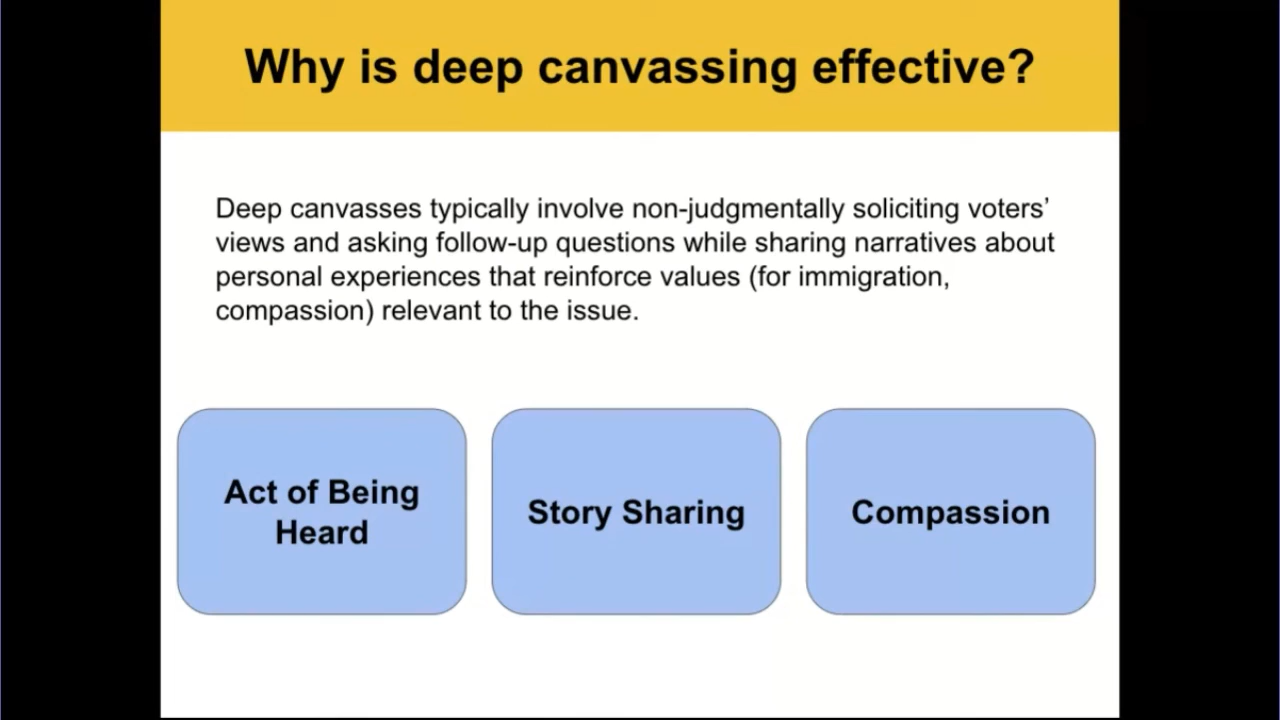 Why is deep canvassing effective?
Deep canvasses typically involve non-judgmentally soliciting voters’
views and asking follow-up questions while sharing narratives about
personal experiences that reinforce values (for immigration,
compassion) relevant to the issue.
Act of Being
Heard
Story Sharing
Compassion